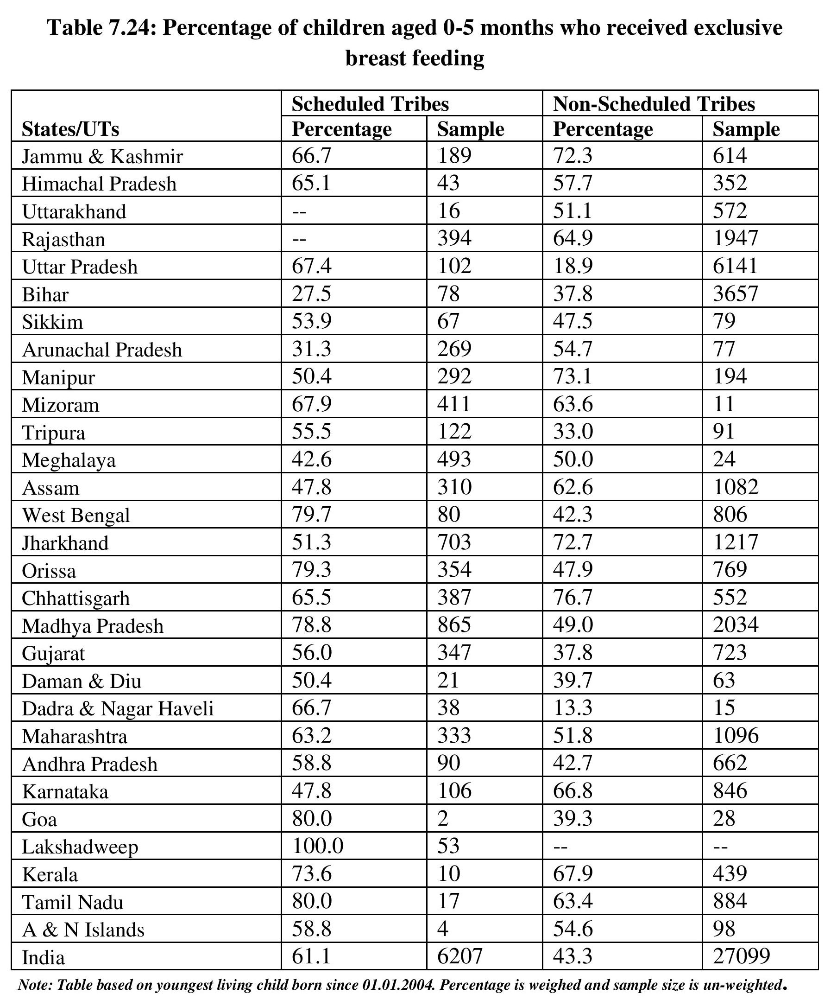 Table 7.24: Percentage of children aged 0-5 months who received exclusive
breast feeding
Scheduled Tribes Non-Scheduled Tribes
States/UTs Percentage Sample Percentage Sample
Jammu & Kashmir 66.7 189 72.3 614
Himachal Pradesh 65.1 43 57.7 352
Uttarakhand -- 16 51.1 572
Rajasthan -- 394 64.9 1947
Uttar Pradesh 67.4 102 18.9 6141
Bihar 27.5 78 37.8 3657
Sikkim 53.9 67 47.5 79
Arunachal Pradesh 31.3 269 54.7 77
Manipur 50.4 292 73.1 194
Mizoram 67.9 411 63.6 11
Tripura 55.5 122 33.0 91
Meghalaya 42.6 493 50.0 24
Assam 47.8 310 62.6 1082
West Bengal 79.7 80 42.3 806
Jharkhand 51.3 703 72.7 1217
Orissa 79.3 354 47.9 769
Chhattisgarh 65.5 387 76.7 552
Madhya Pradesh 78.8 865 49.0 2034
Gujarat 56.0 347 37.8 723
Daman & Diu 50.4 21 39.7 63
Dadra & Nagar Haveli 66.7 38 13.3 15
Maharashtra 63.2 333 51.8 1096
Andhra Pradesh 58.8 90 42.7 662
Karnataka 47.8 106 66.8 846
Goa 80.0 2 39.3 28
Lakshadweep 100.0 53 -- --
Kerala 73.6 10 67.9 439
Tamil Nadu 80.0 17 63.4 884
A & N Islands 58.8 4 54.6 98
India 61.1 6207 43.3 27099
Note: Table based on youngest living child born since 01.01.2004. Percentage is weighed and sample size is un-weighted.